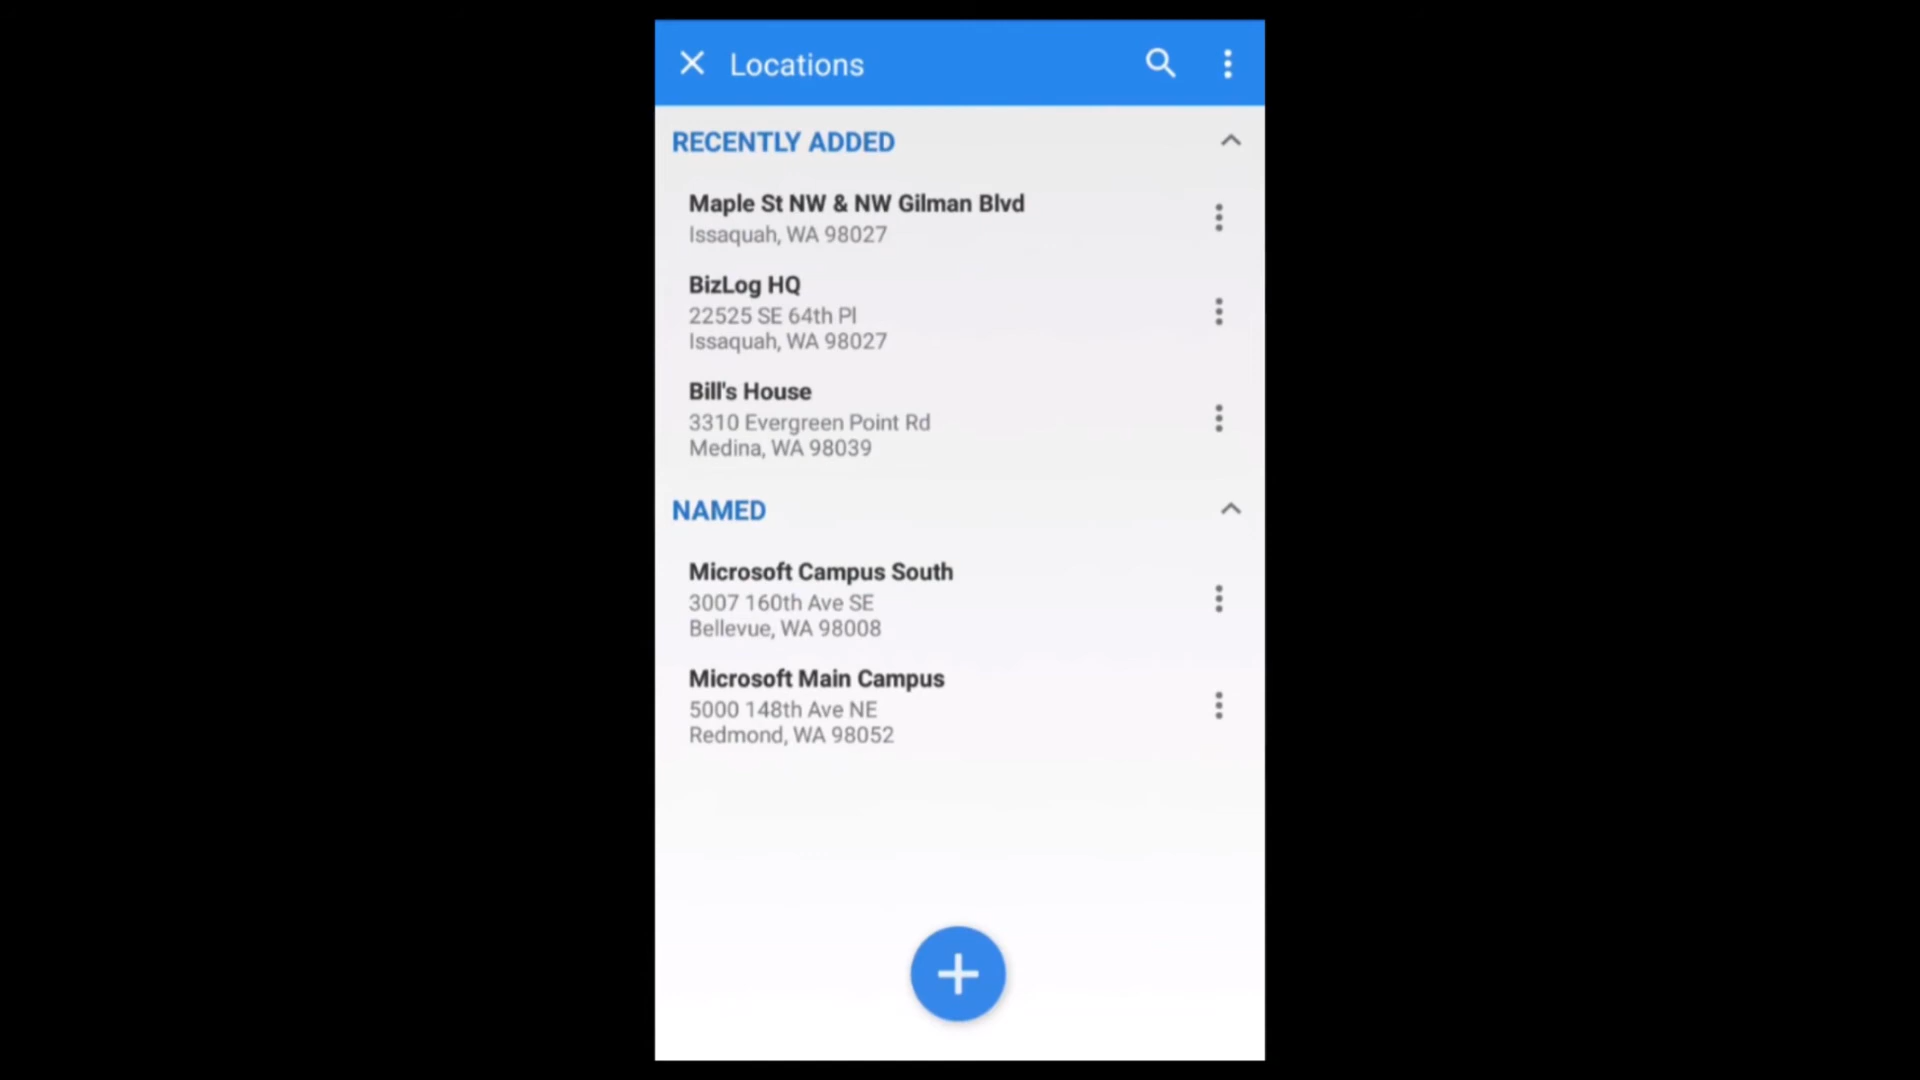 Locations
RECENTLY ADDED
Maple St NW & NW Gilman Blvd
Issaquah, WA 98027
BizLog HQ
22525 SE 64th Pl
Issaquah, WA 98027
Bill's House
3310 Evergreen Point Rd
Medina, WA 98039
NAMED
Microsoft Campus South
3007 160th Ave SE
Bellevue, WA 98008
Microsoft Main Campus
5000 148th Ave NE
Redmond, WA 98052